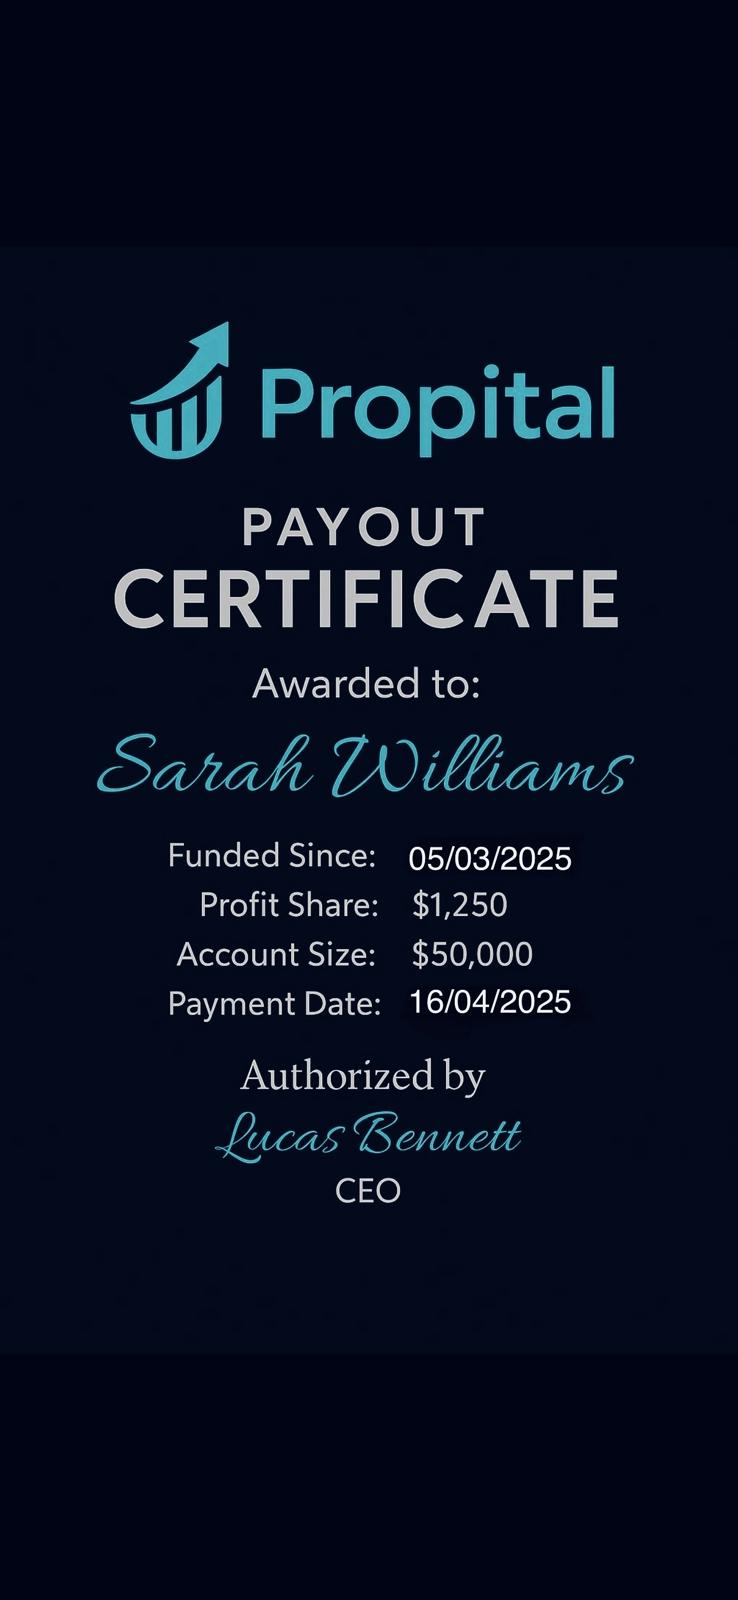 Propital
PAYOUT
CERTIFICATE
Awarded to:
Sarah Williams
Funded Since: 05/03/2025
Profit Share: $1,250
Account Size: $50,000
Payment Date: 16/04/2025
Authorized by
Lucas Bennett
CEO